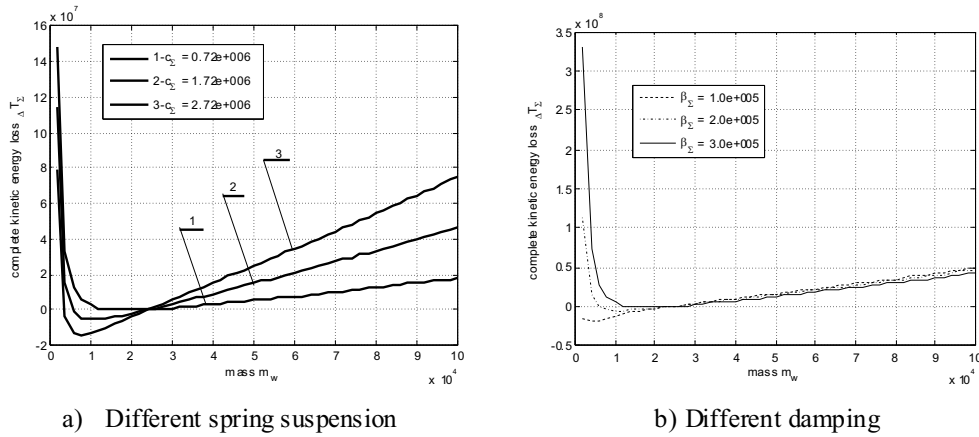 x 10^7
16
14
12
10
8
6
4
2
0
-2
complete kinetic energy loss ΔT_Σ
1-c_Σ = 0.72e+006
2-c_Σ = 1.72e+006
3-c_Σ = 2.72e+006
3
2
1
0 1 2 3 4 5 6 7 8 9 10
mass m_w
x 10^4
a) Different spring suspension
x 10^8
3.5
3
2.5
2
1.5
1
0.5
0
-0.5
complete kinetic energy loss ΔT_Σ
β_Σ = 1.0e+005
β_Σ = 2.0e+005
β_Σ = 3.0e+005
0 1 2 3 4 5 6 7 8 9 10
mass m_w
x 10^4
b) Different damping